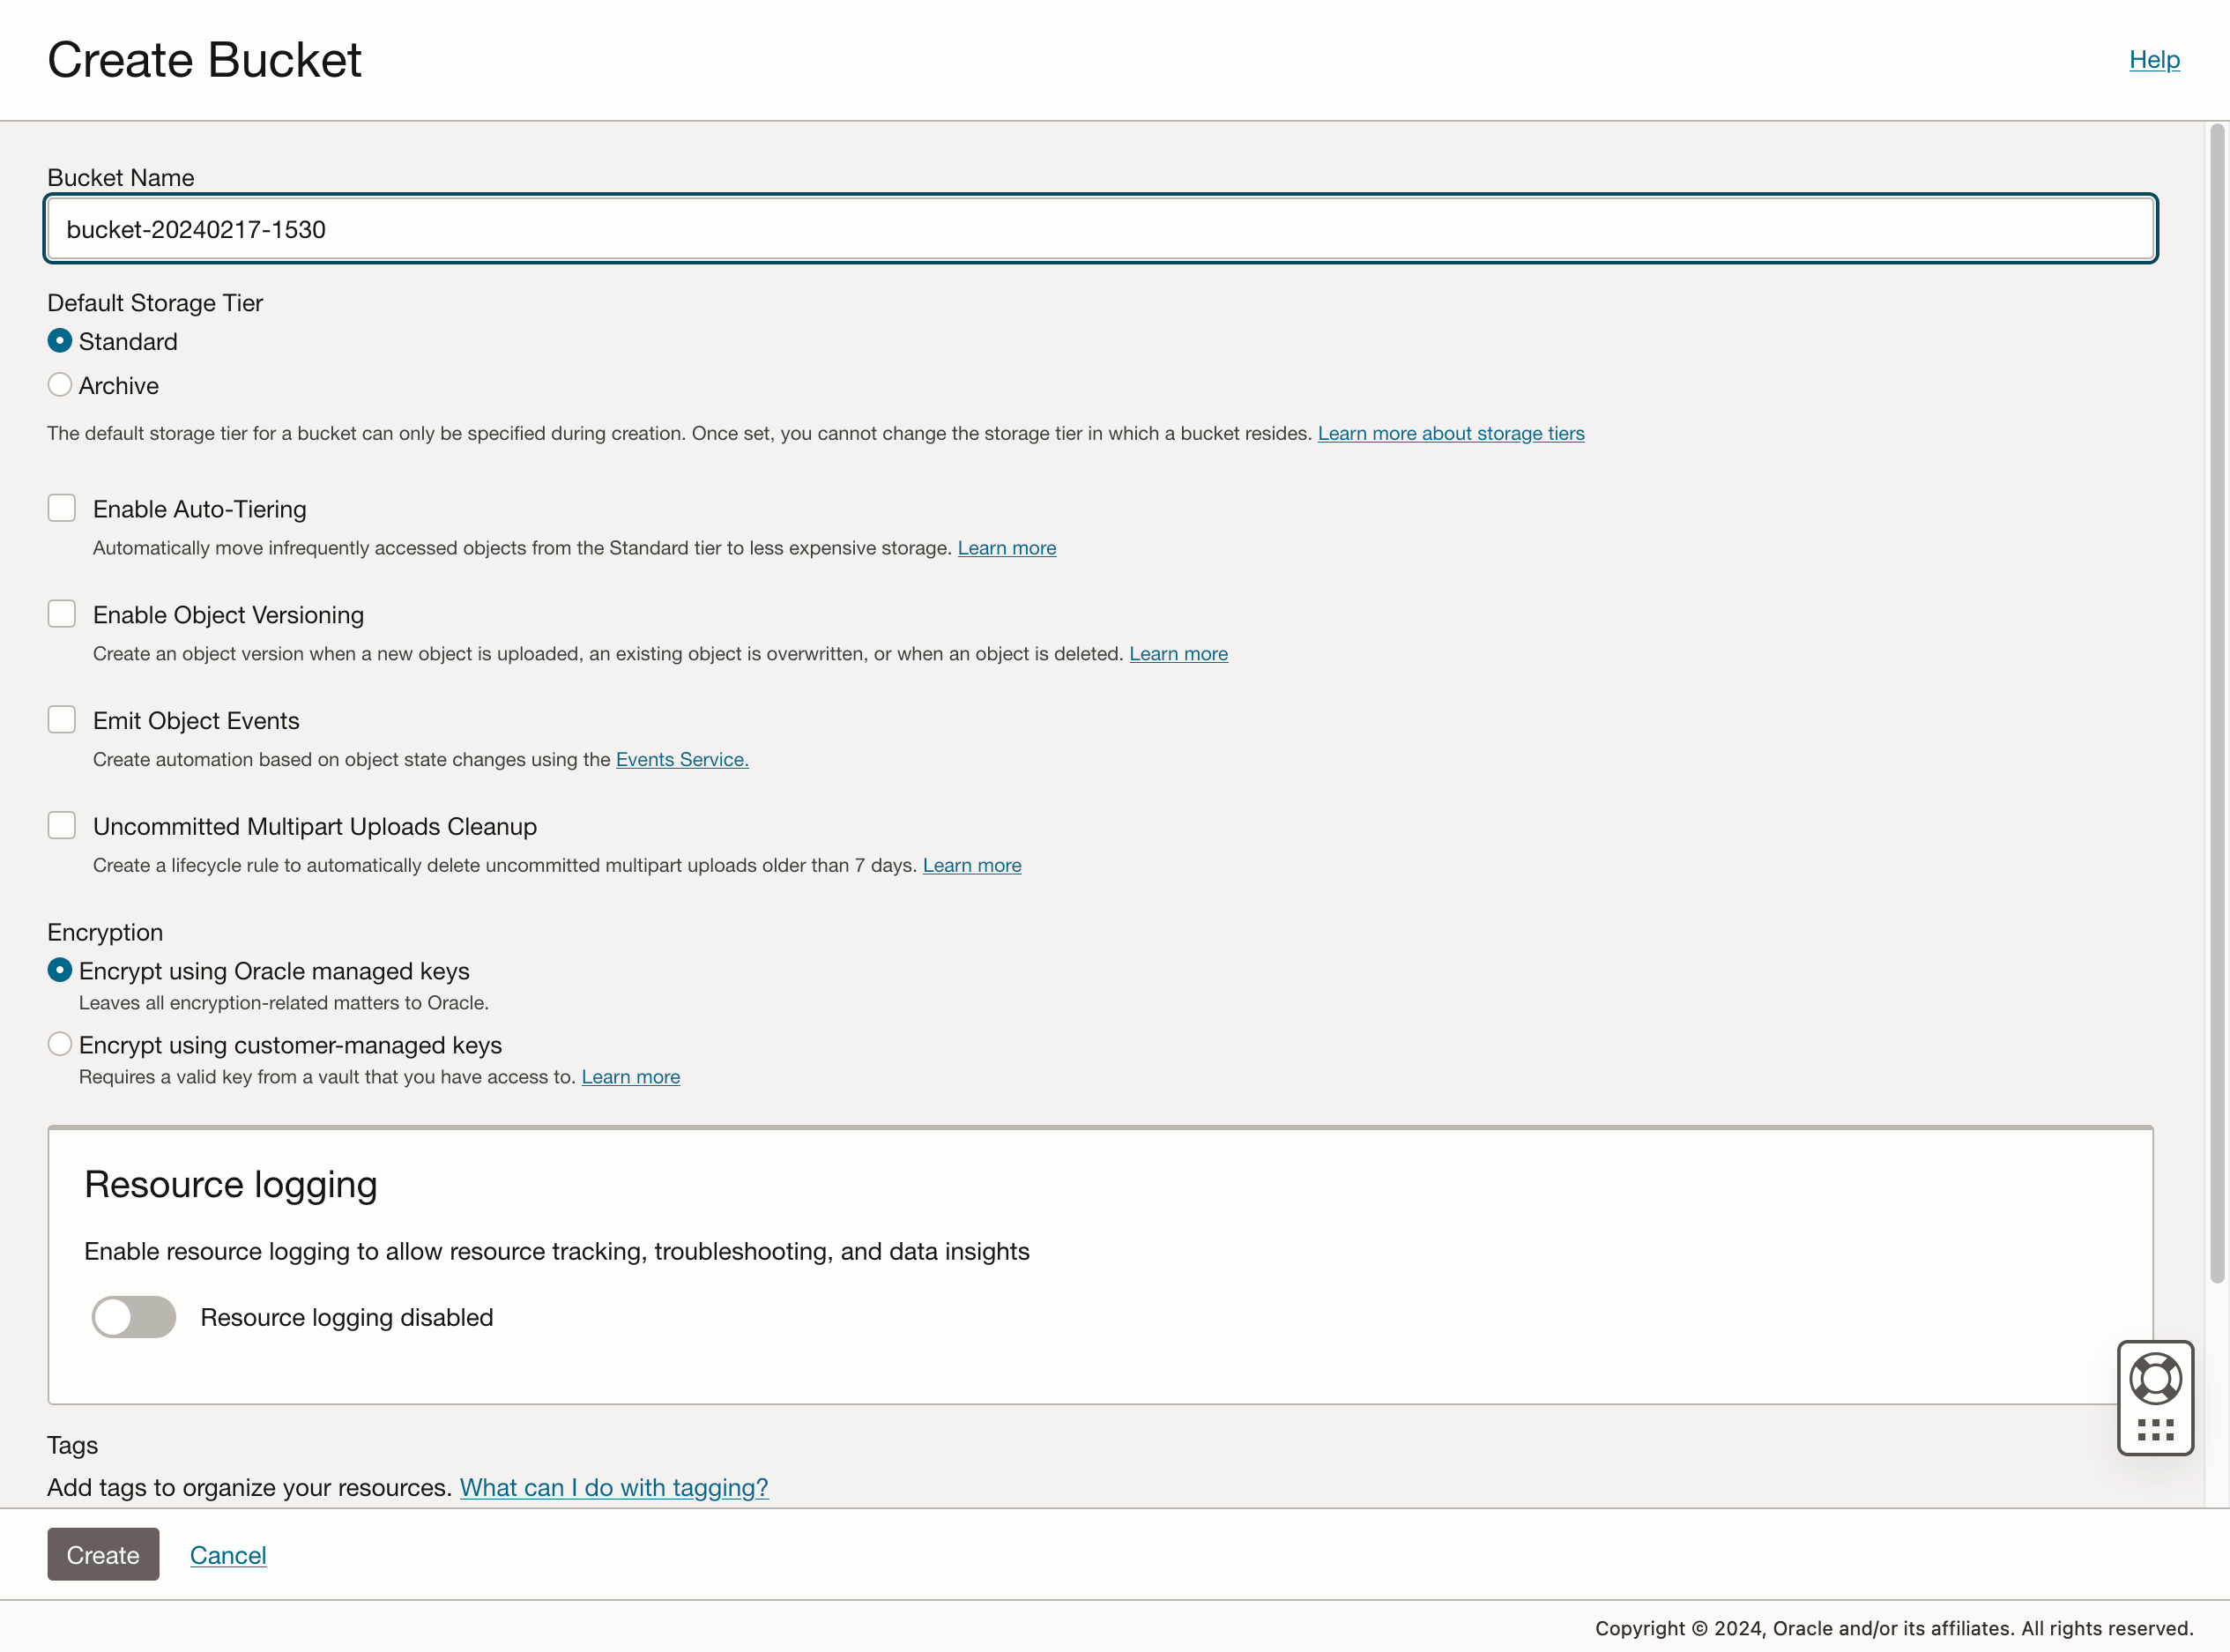 Create Bucket
Help
Bucket Name
bucket-20240217-1530
Default Storage Tier
Standard
Archive
The default storage tier for a bucket can only be specified during creation. Once set, you cannot change the storage tier in which a bucket resides. Learn more about storage tiers
Enable Auto-Tiering
Automatically move infrequently accessed objects from the Standard tier to less expensive storage. Learn more
Enable Object Versioning
Create an object version when a new object is uploaded, an existing object is overwritten, or when an object is deleted. Learn more
Emit Object Events
Create automation based on object state changes using the Events Service.
Uncommitted Multipart Uploads Cleanup
Create a lifecycle rule to automatically delete uncommitted multipart uploads older than 7 days. Learn more
Encryption
Encrypt using Oracle managed keys
Leaves all encryption-related matters to Oracle.
Encrypt using customer-managed keys
Requires a valid key from a vault that you have access to. Learn more
Resource logging
Enable resource logging to allow resource tracking, troubleshooting, and data insights
Resource logging disabled
Tags
Add tags to organize your resources. What can I do with tagging?
Create
Cancel
Copyright © 2024, Oracle and/or its affiliates. All rights reserved.